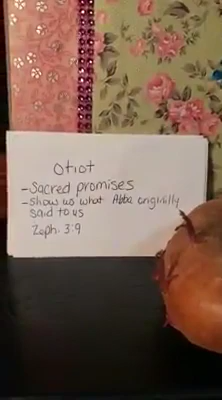 Otiot
-Sacred promises
-show us what Abba originally
said to us
Zeph. 3:9